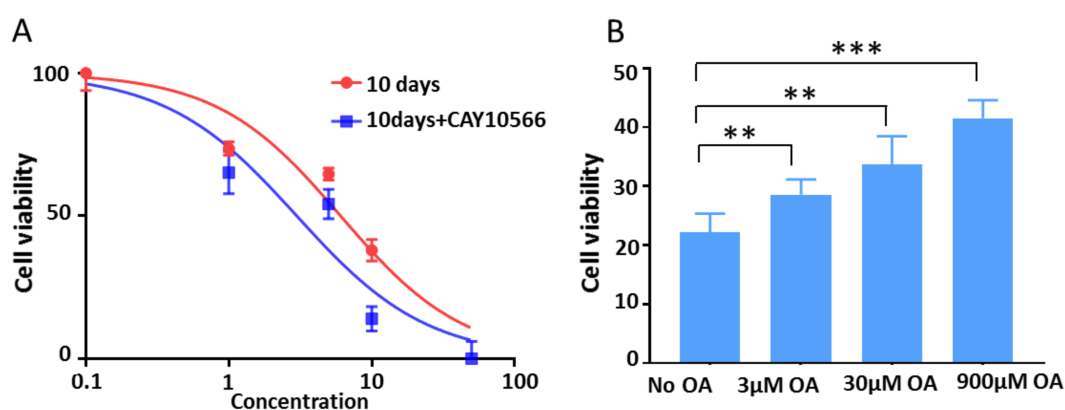 A
Cell viability
100
50
0
0.1
1
10
100
Concentration
10 days
10days+CAY10566
B
Cell viability
50
40
30
20
10
0
***
**
**
No OA
3µM OA
30µM OA
900µM OA